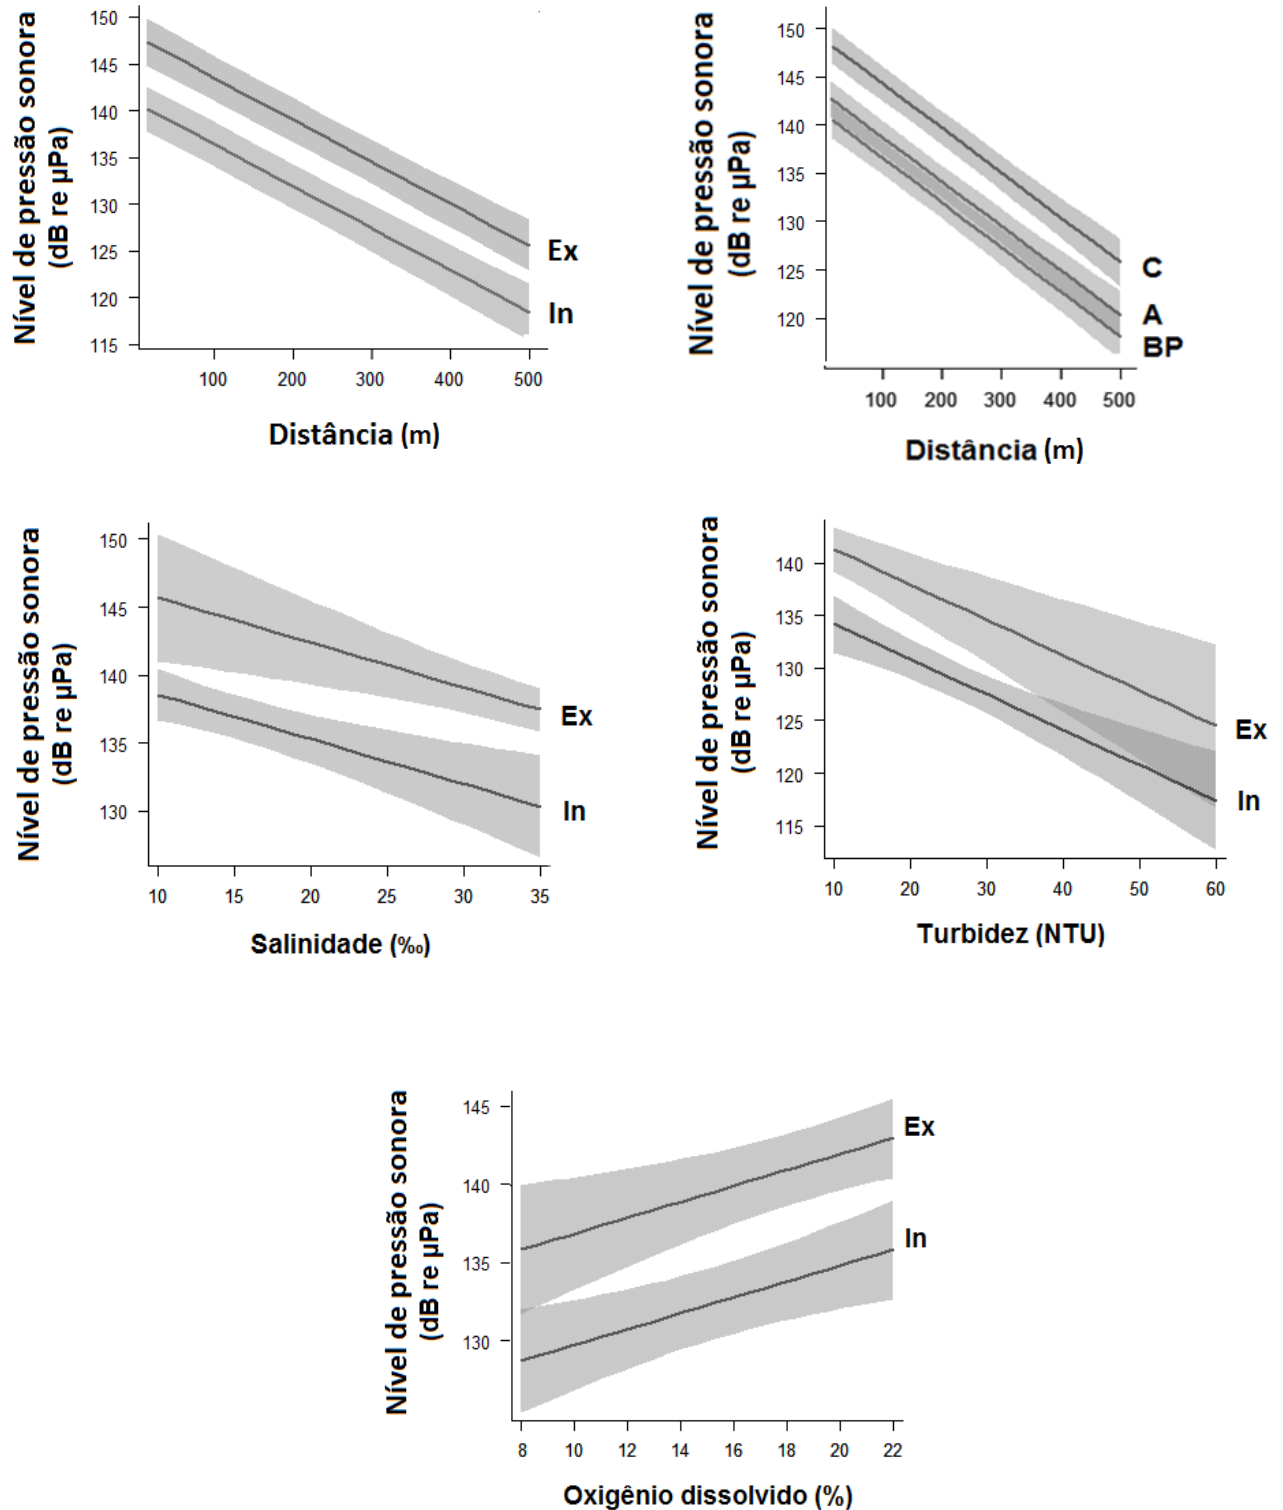 Nível de pressão sonora
(dB re µPa)
150
145
140
135
130
125
120
115
100 200 300 400 500
Ex
In
Distância (m)
Nível de pressão sonora
(dB re µPa)
150
145
140
135
130
125
120
100 200 300 400 500
C
A
BP
Distância (m)
Nível de pressão sonora
(dB re µPa)
150
145
140
135
130
10 15 20 25 30 35
Ex
In
Salinidade (‰)
Nível de pressão sonora
(dB re µPa)
140
135
130
125
120
115
10 20 30 40 50 60
Ex
In
Turbidez (NTU)
Nível de pressão sonora
(dB re µPa)
145
140
135
130
8 10 12 14 16 18 20 22
Ex
In
Oxigênio dissolvido (%)